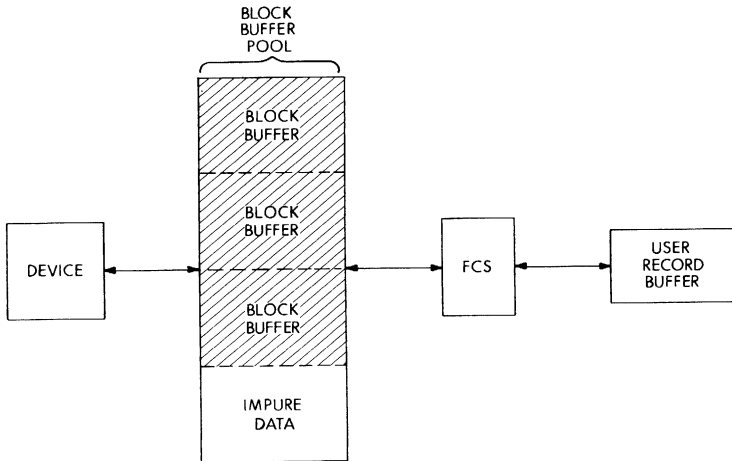 BLOCK
BUFFER
POOL
BLOCK
BUFFER
BLOCK
BUFFER
BLOCK
BUFFER
IMPURE
DATA
DEVICE
FCS
USER
RECORD
BUFFER